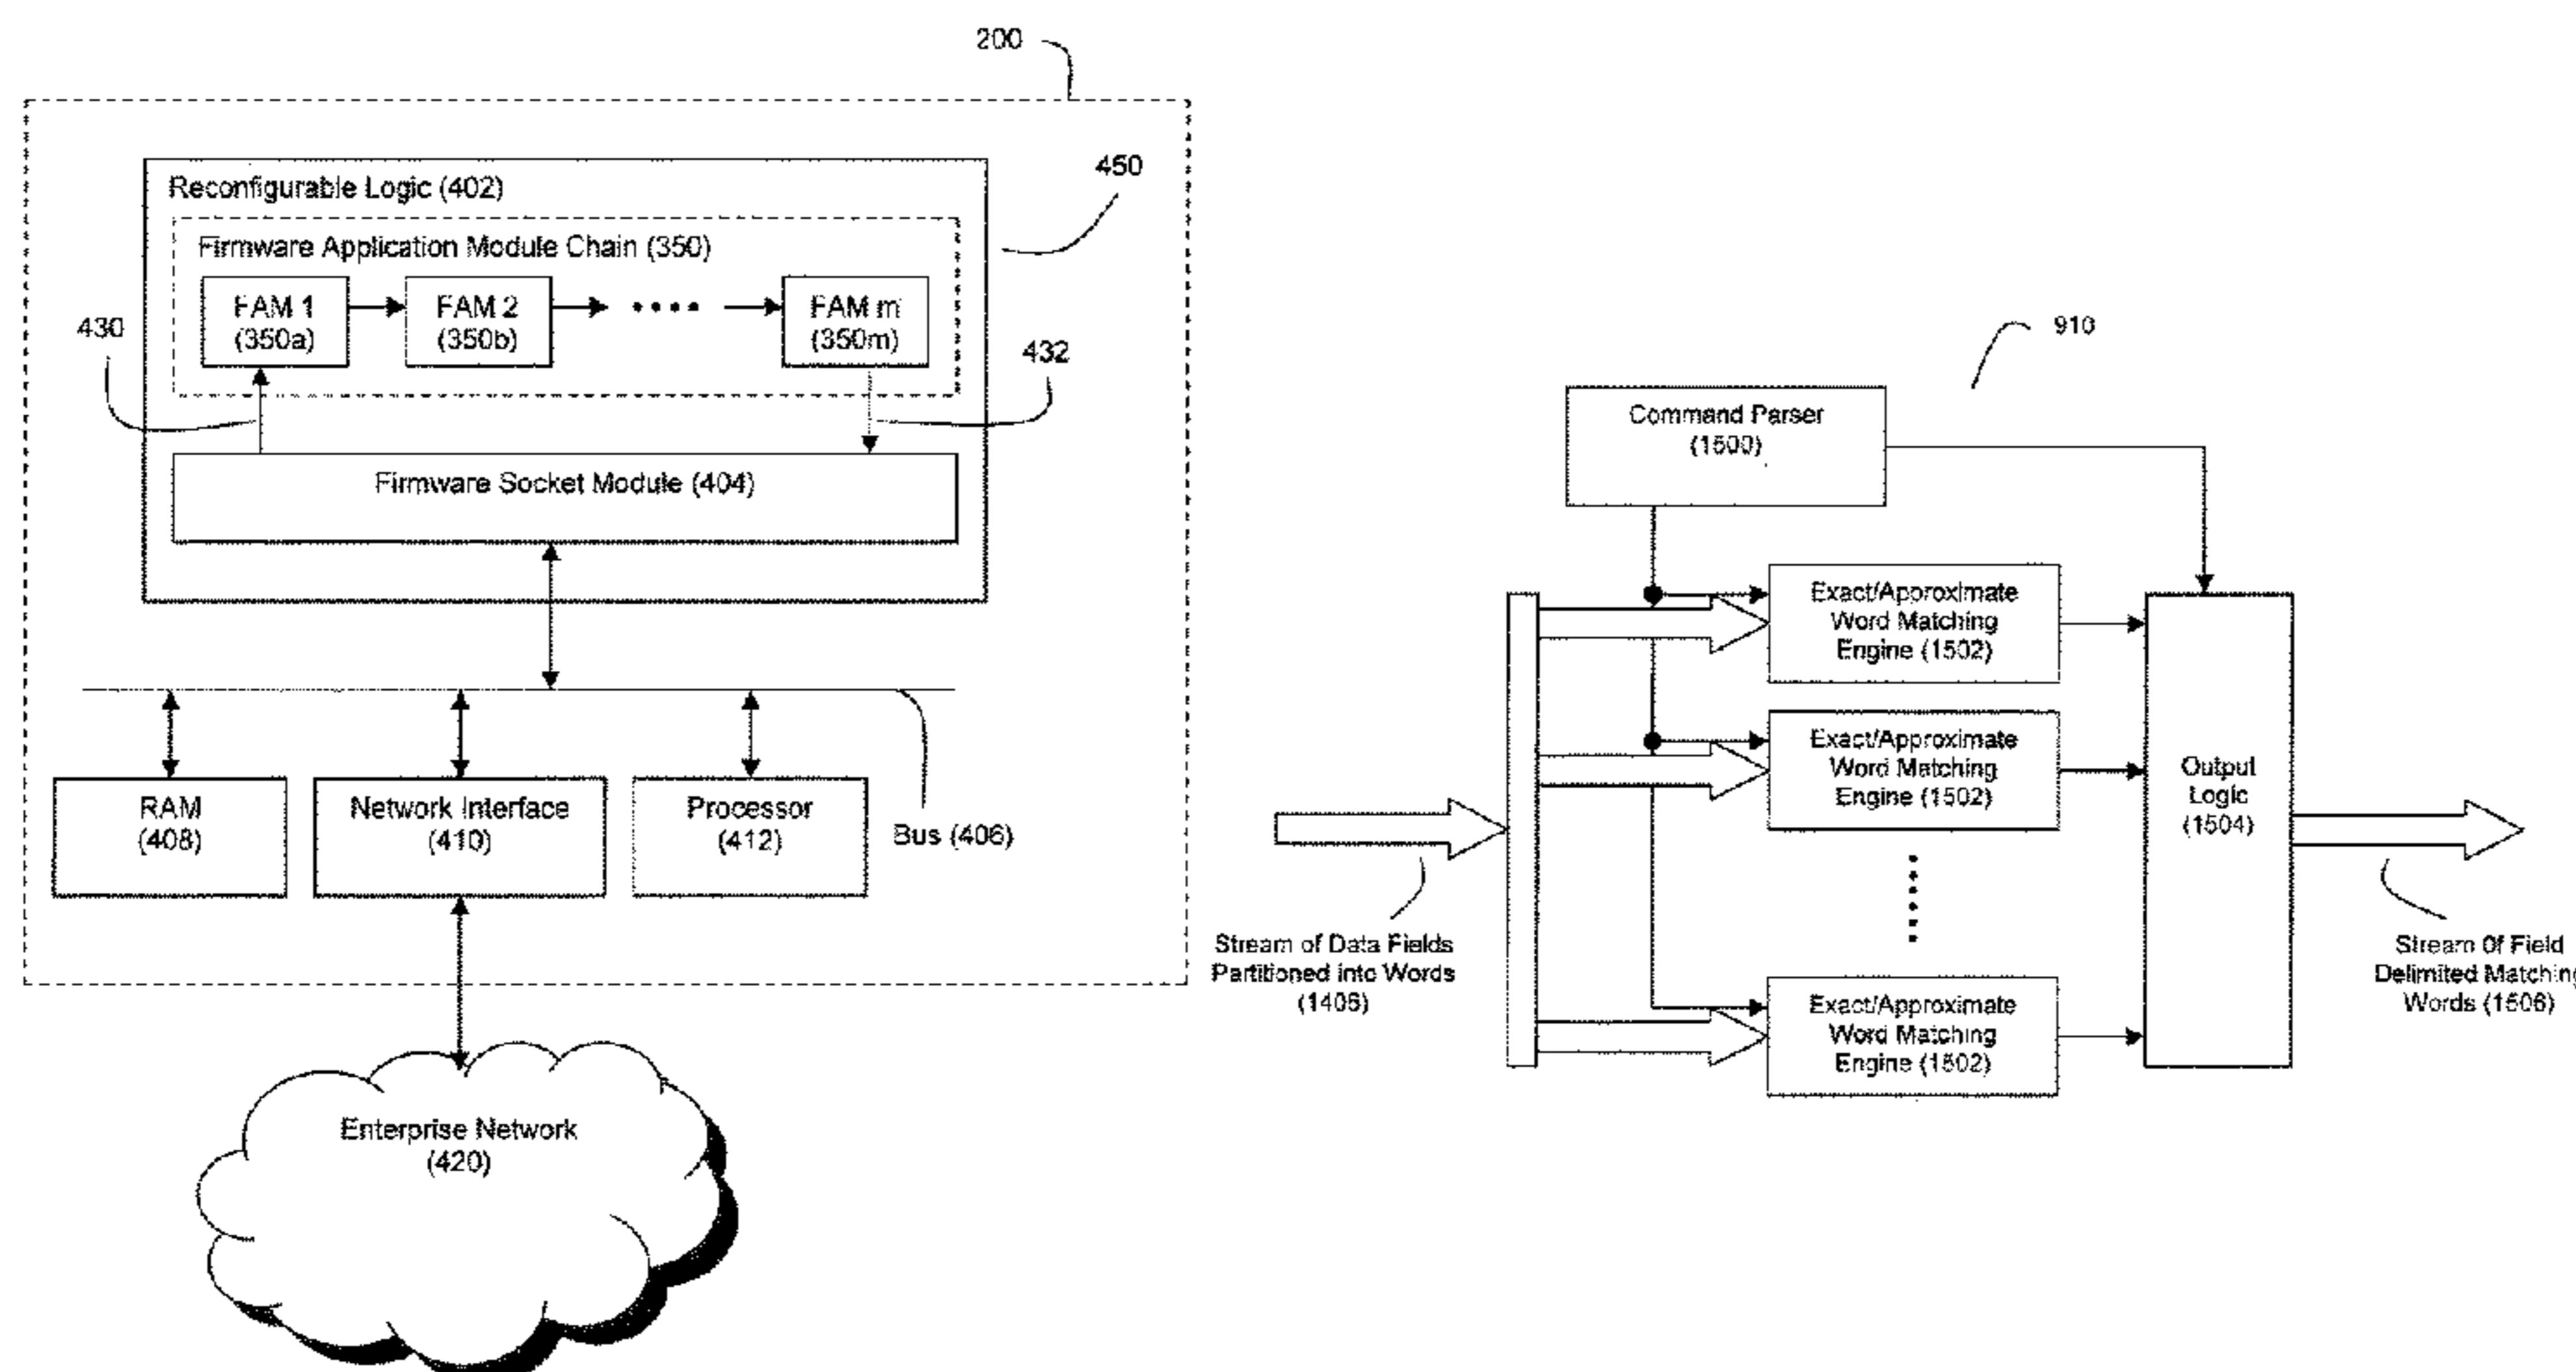 200
450
Reconfigurable Logic (402)
Firmware Application Module Chain (350)
FAM 1
(350a)
FAM 2
(350b)
FAM m
(350m)
430
432
Firmware Socket Module (404)
RAM
(408)
Network Interface
(410)
Processor
(412)
Bus (406)
Enterprise Network
(420)
910
Command Parser
(1500)
Exact/Approximate
Word Matching
Engine (1502)
Exact/Approximate
Word Matching
Engine (1502)
Exact/Approximate
Word Matching
Engine (1502)
Output
Logic
(1504)
Stream of Data Fields
Partitioned into Words
(1406)
Stream Of Field
Delimited Matching
Words (1506)